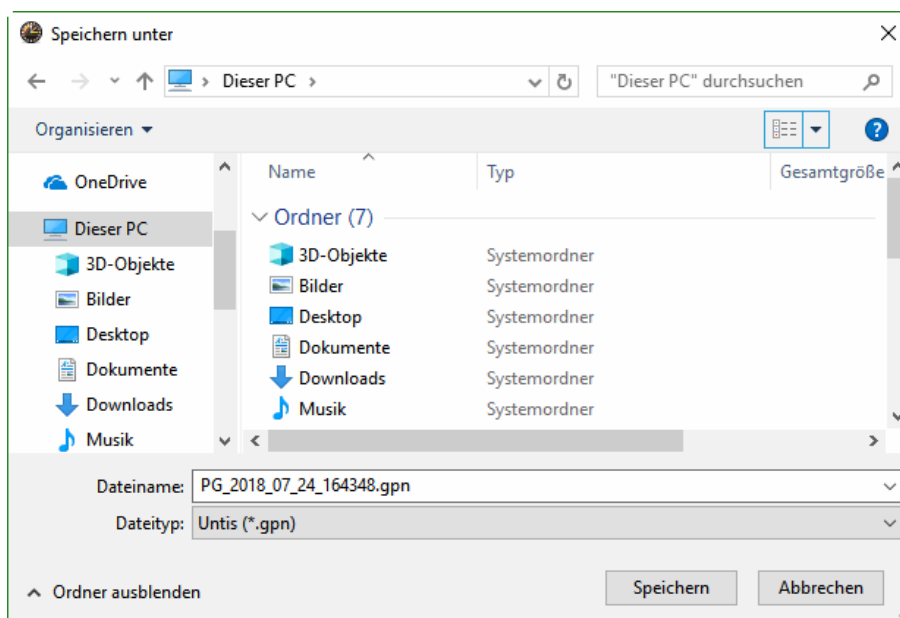 Speichern unter
Dieser PC
"Dieser PC" durchsuchen
Organisieren
?
OneDrive
Dieser PC
3D-Objekte
Bilder
Desktop
Dokumente
Downloads
Musik
Name Typ Gesamtgröße
Ordner (7)
3D-Objekte Systemordner
Bilder Systemordner
Desktop Systemordner
Dokumente Systemordner
Downloads Systemordner
Musik Systemordner
Dateiname: PG_2018_07_24_164348.gpn
Dateityp: Untis (*.gpn)
Ordner ausblenden
Speichern
Abbrechen